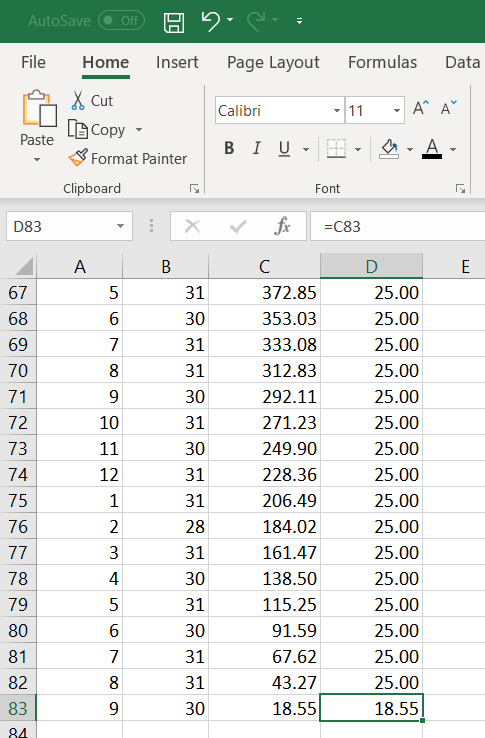 AutoSave Off
File Home Insert Page Layout Formulas Data
Cut
Copy
Format Painter
Paste
Calibri 11 A A
B I U A
Clipboard Font
D83 fx =C83
A B C D E
67 5 31 372.85 25.00
68 6 30 353.03 25.00
69 7 31 333.08 25.00
70 8 31 312.83 25.00
71 9 30 292.11 25.00
72 10 31 271.23 25.00
73 11 30 249.90 25.00
74 12 31 228.36 25.00
75 1 31 206.49 25.00
76 2 28 184.02 25.00
77 3 31 161.47 25.00
78 4 30 138.50 25.00
79 5 31 115.25 25.00
80 6 30 91.59 25.00
81 7 31 67.62 25.00
82 8 31 43.27 25.00
83 9 30 18.55 18.55
84